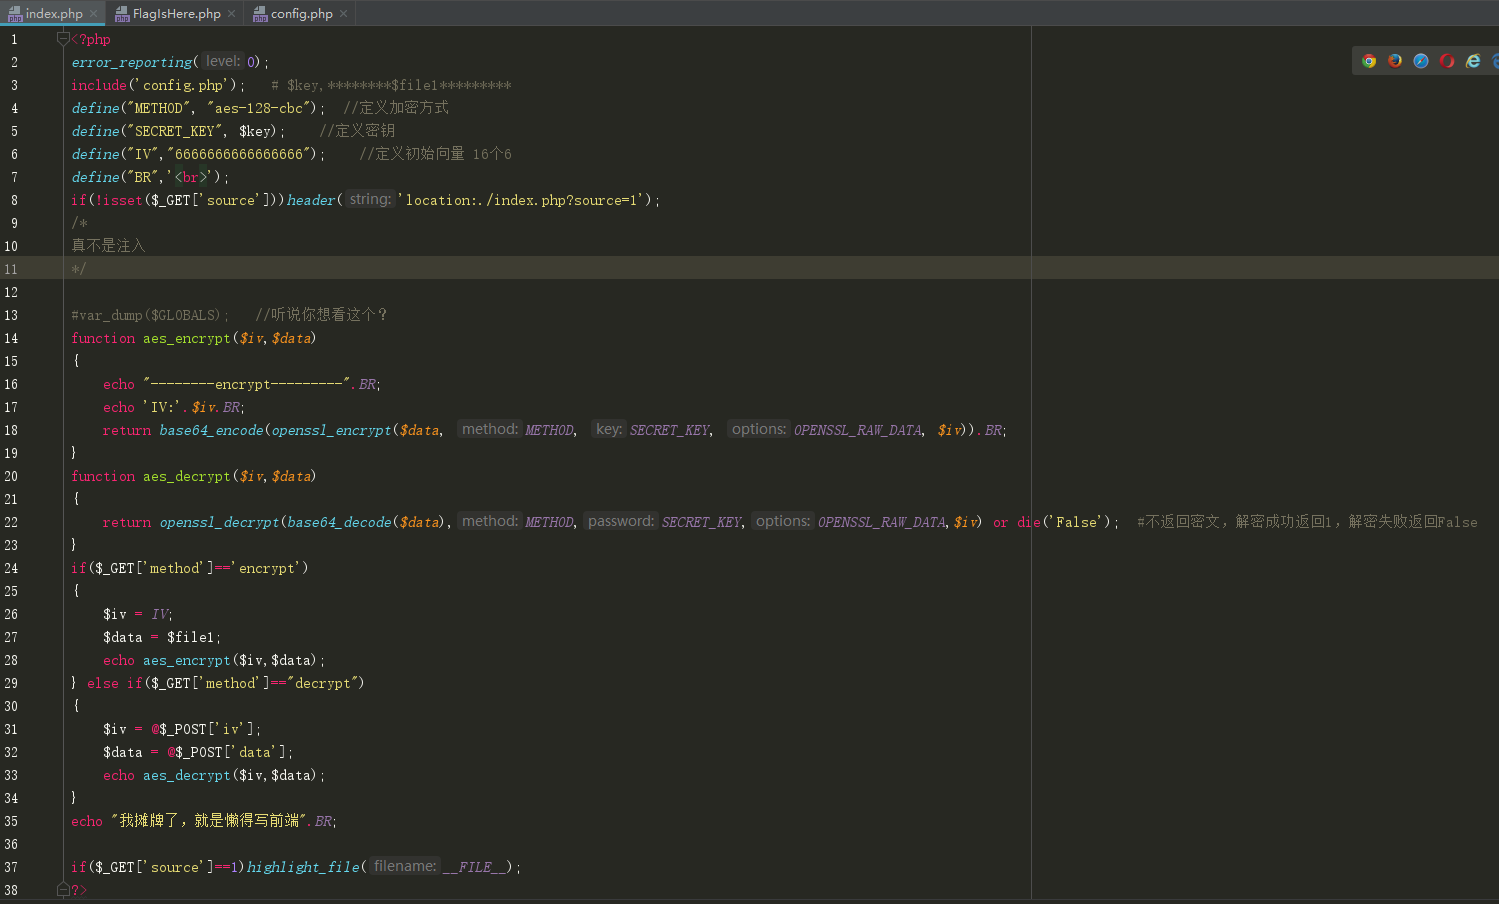 index.php
FlagIsHere.php
config.php
1 <?php
2 error_reporting( level: 0);
3 include('config.php');   # $key,********$file1*********
4 define("METHOD", "aes-128-cbc");  //定义加密方式
5 define("SECRET_KEY", $key);    //定义密钥
6 define("IV","6666666666666666");    //定义初始向量 16个6
7 define("BR",'<br>');
8 if(!isset($_GET['source']))header( string: 'location:./index.php?source=1');
9 /*
10 真不是注入
11 */
12
13 #var_dump($GLOBALS);   //听说你想看这个？
14 function aes_encrypt($iv,$data)
15 {
16     echo "--------encrypt---------".BR;
17     echo 'IV:'.$iv.BR;
18     return base64_encode(openssl_encrypt($data, method: METHOD, key: SECRET_KEY, options: OPENSSL_RAW_DATA, $iv)).BR;
19 }
20 function aes_decrypt($iv,$data)
21 {
22     return openssl_decrypt(base64_decode($data), method: METHOD, password: SECRET_KEY, options: OPENSSL_RAW_DATA,$iv) or die('False');  #不返回密文，解密成功返回1，解密失败返回False
23 }
24 if($_GET['method']=='encrypt')
25 {
26     $iv = IV;
27     $data = $file1;
28     echo aes_encrypt($iv,$data);
29 } else if($_GET['method']=="decrypt")
30 {
31     $iv = @$_POST['iv'];
32     $data = @$_POST['data'];
33     echo aes_decrypt($iv,$data);
34 }
35 echo "我摊牌了，就是懒得写前端".BR;
36
37 if($_GET['source']==1)highlight_file( filename: __FILE__);
38 ?>